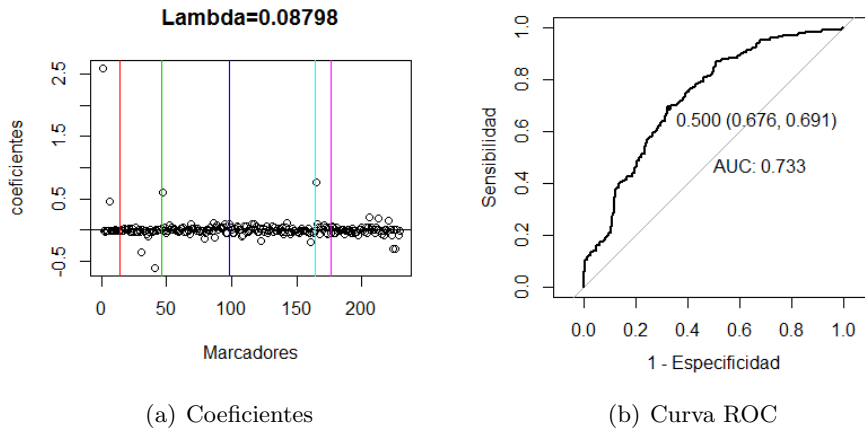 Lambda=0.08798
coeficientes
-0.5
0.5
1.5
2.5
0
50
100
150
200
Marcadores
(a) Coeficientes
Sensibilidad
0.0
0.2
0.4
0.6
0.8
1.0
0.500 (0.676, 0.691)
AUC: 0.733
0.0
0.2
0.4
0.6
0.8
1.0
1 - Especificidad
(b) Curva ROC